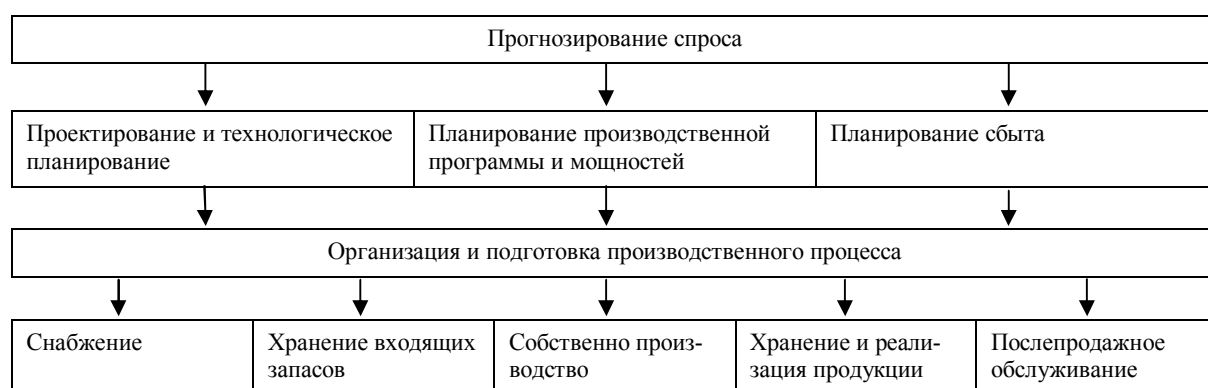 Прогнозирование спроса
Проектирование и технологическое
планирование
Планирование производственной
программы и мощностей
Планирование сбыта
Организация и подготовка производственного процесса
Снабжение
Хранение входящих
запасов
Собственно произ-
водство
Хранение и реали-
зация продукции
Послепродажное
обслуживание